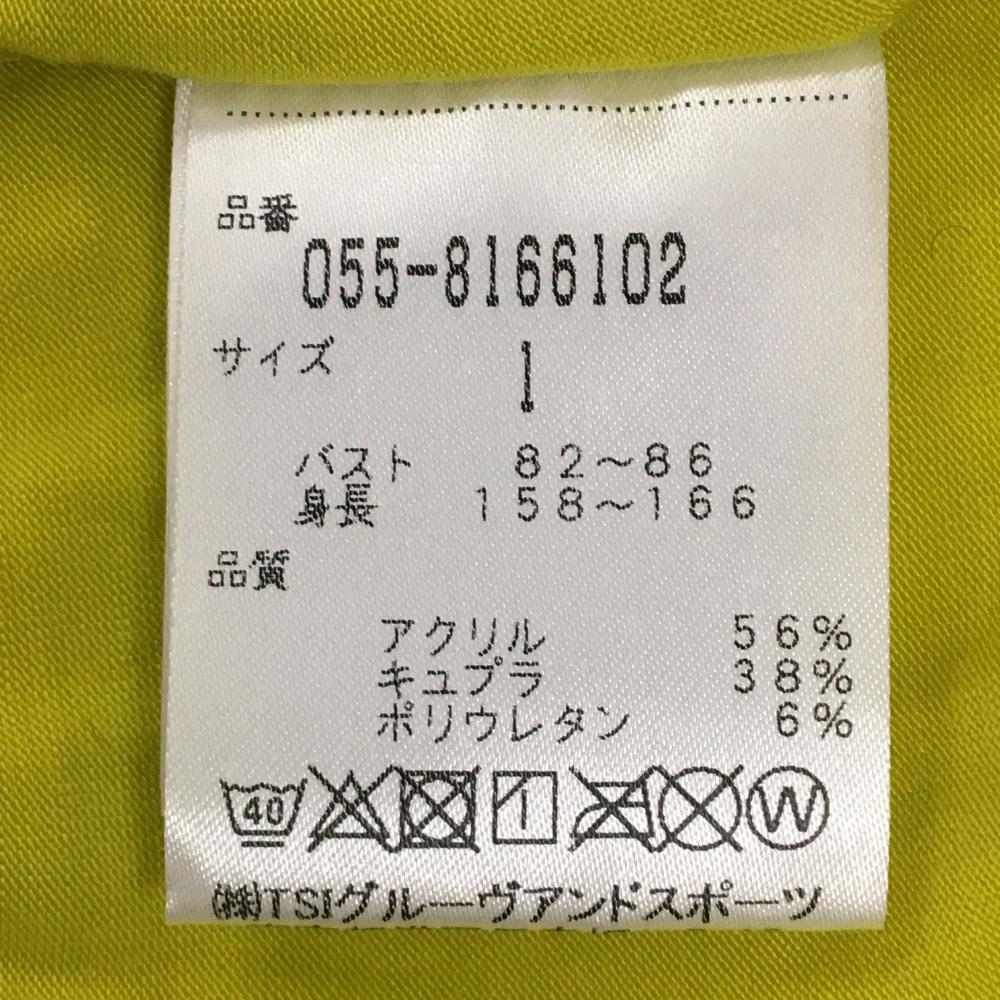 品番
055-8166102
サイズ 1
バスト 82〜86
身長 158〜166
品質
アクリル 56%
キュプラ 38%
ポリウレタン 6%
40 W
㈱TSIグルーヴアンドスポーツ